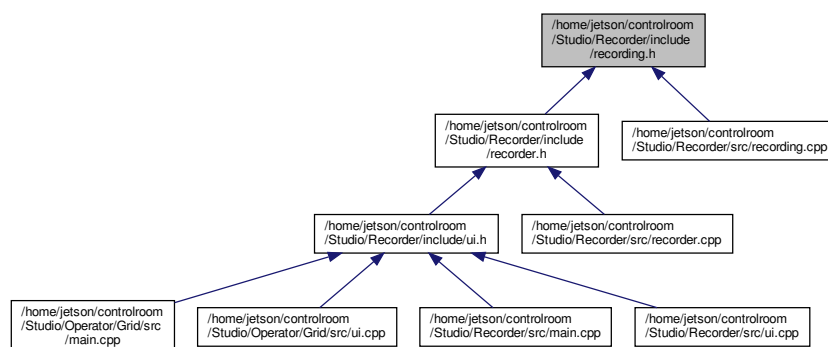 /home/jetson/controlroom
/Studio/Recorder/include
/recording.h
/home/jetson/controlroom
/Studio/Recorder/include
/recorder.h
/home/jetson/controlroom
/Studio/Recorder/src/recording.cpp
/home/jetson/controlroom
/Studio/Recorder/include/ui.h
/home/jetson/controlroom
/Studio/Recorder/src/recorder.cpp
/home/jetson/controlroom
/Studio/Operator/Grid/src
/main.cpp
/home/jetson/controlroom
/Studio/Operator/Grid/src/ui.cpp
/home/jetson/controlroom
/Studio/Recorder/src/main.cpp
/home/jetson/controlroom
/Studio/Recorder/src/ui.cpp